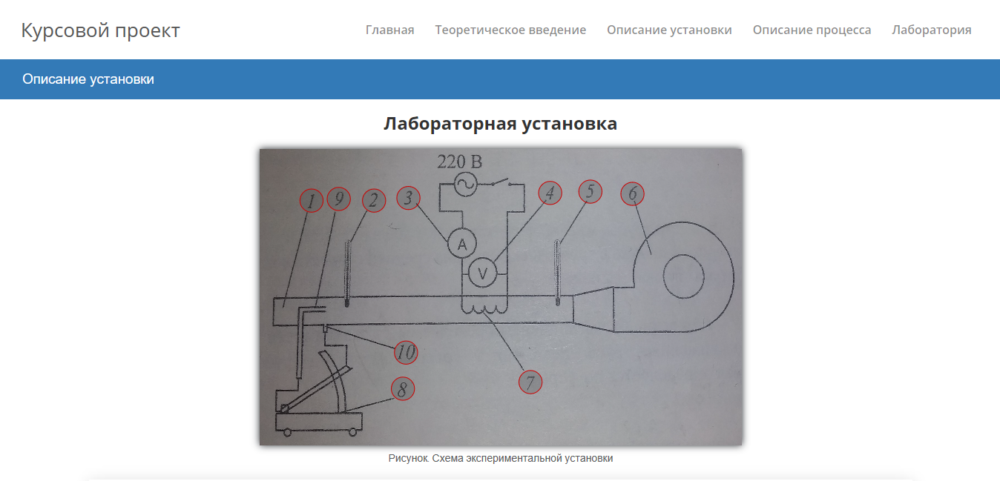 Курсовой проект
Главная Теоретическое введение Описание установки Описание процесса Лаборатория
Описание установки
Лабораторная установка
220 В
1 9 2 3 4 5 6
A
V
10
8
7
Рисунок. Схема экспериментальной установки